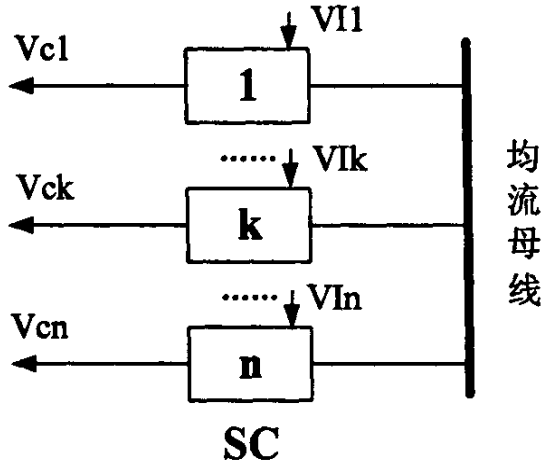 VI1
Vc1
1
...... VIk
Vck
k
...... VIn
Vcn
n
SC
均流母线